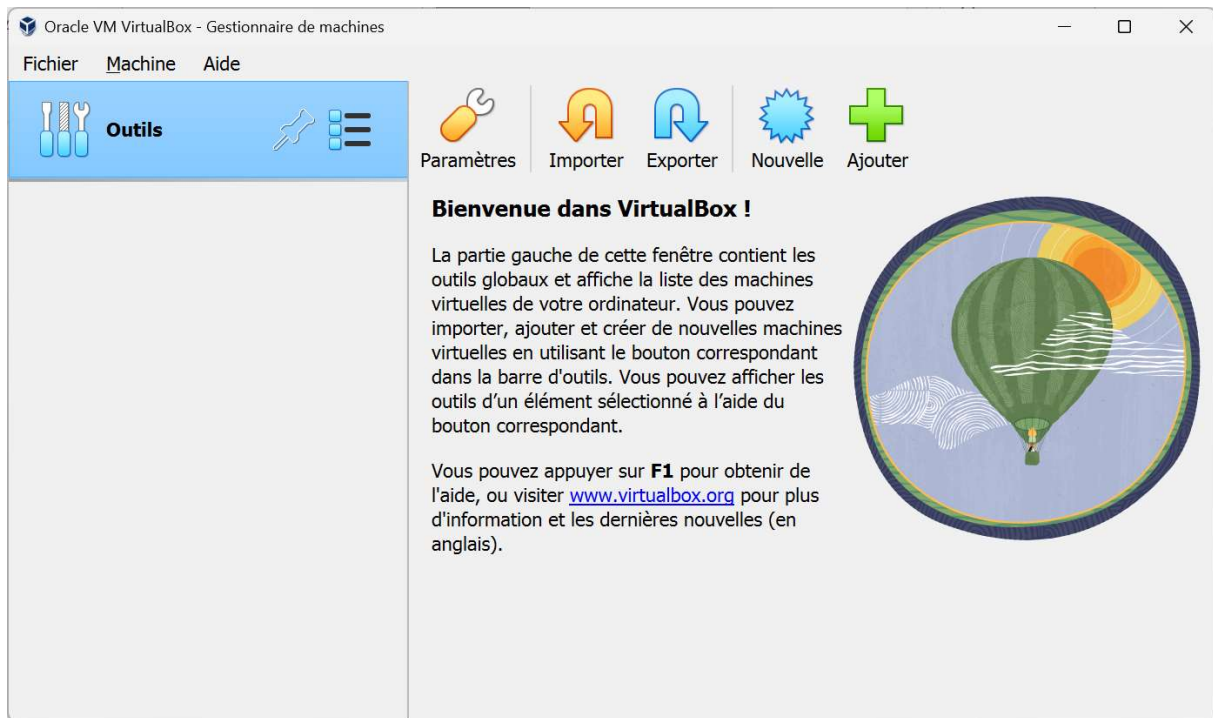 Oracle VM VirtualBox - Gestionnaire de machines
Fichier Machine Aide
Outils
Paramètres Importer Exporter Nouvelle Ajouter
Bienvenue dans VirtualBox !
La partie gauche de cette fenêtre contient les
outils globaux et affiche la liste des machines
virtuelles de votre ordinateur. Vous pouvez
importer, ajouter et créer de nouvelles machines
virtuelles en utilisant le bouton correspondant
dans la barre d'outils. Vous pouvez afficher les
outils d’un élément sélectionné à l’aide du
bouton correspondant.
Vous pouvez appuyer sur F1 pour obtenir de
l'aide, ou visiter www.virtualbox.org pour plus
d'information et les dernières nouvelles (en
anglais).